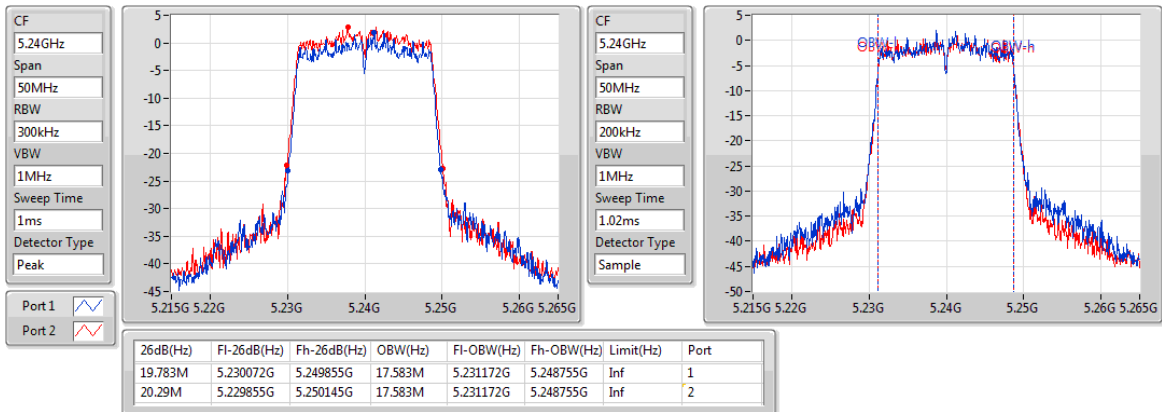 CF
5.24GHz
Span
50MHz
RBW
300kHz
VBW
1MHz
Sweep Time
1ms
Detector Type
Peak
Port 1
Port 2
5
0
-5
-10
-15
-20
-25
-30
-35
-40
-45
5.215G 5.22G 5.23G 5.24G 5.25G 5.26G 5.265G
CF
5.24GHz
Span
50MHz
RBW
200kHz
VBW
1MHz
Sweep Time
1.02ms
Detector Type
Sample
5
0
-5
-10
-15
-20
-25
-30
-35
-40
-45
-50
OBW-l
OBW-h
5.215G 5.22G 5.23G 5.24G 5.25G 5.26G 5.265G
26dB(Hz) Fl-26dB(Hz) Fh-26dB(Hz) OBW(Hz) Fl-OBW(Hz) Fh-OBW(Hz) Limit(Hz) Port
19.783M 5.230072G 5.249855G 17.583M 5.231172G 5.248755G Inf 1
20.29M 5.229855G 5.250145G 17.583M 5.231172G 5.248755G Inf 2